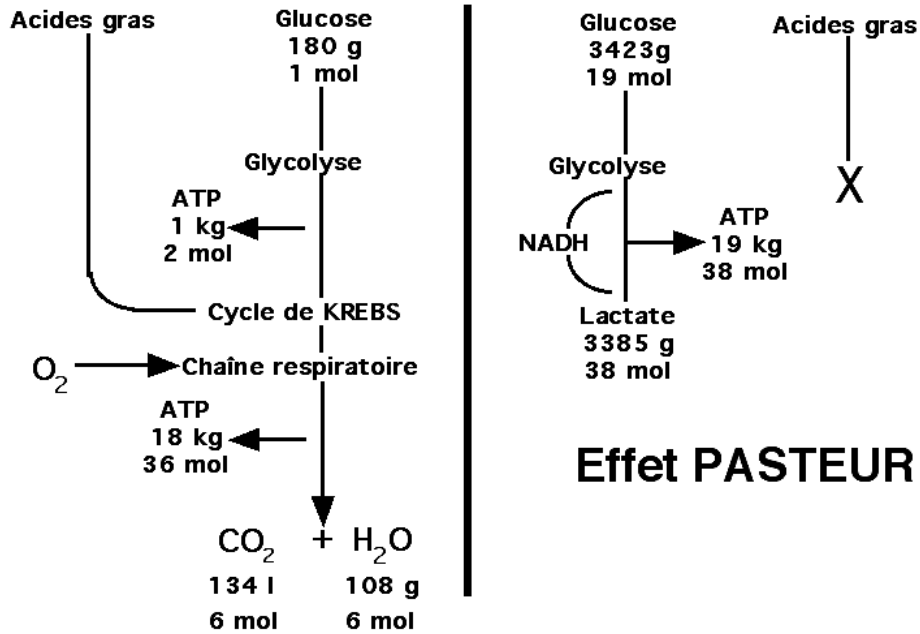 Acides gras
Glucose
180 g
1 mol
Glycolyse
ATP
1 kg
2 mol
Cycle de KREBS
O2
Chaîne respiratoire
ATP
18 kg
36 mol
CO2 + H2O
134 l 108 g
6 mol 6 mol
Glucose
3423g
19 mol
Acides gras
Glycolyse
X
NADH
ATP
19 kg
38 mol
Lactate
3385 g
38 mol
Effet PASTEUR